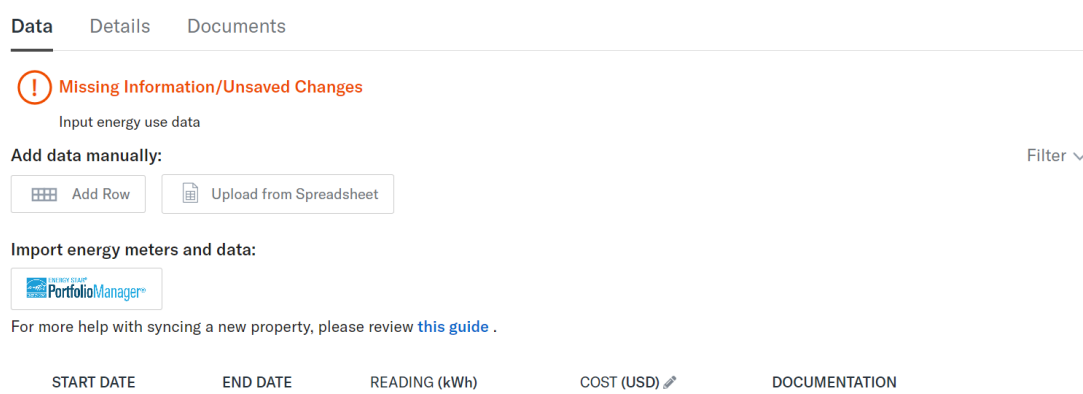 Data Details Documents
! Missing Information/Unsaved Changes
Input energy use data
Add data manually:
Filter
Add Row
Upload from Spreadsheet
Import energy meters and data:
ENERGY STAR®
PortfolioManager®
For more help with syncing a new property, please review this guide .
START DATE END DATE READING (kWh) COST (USD) DOCUMENTATION